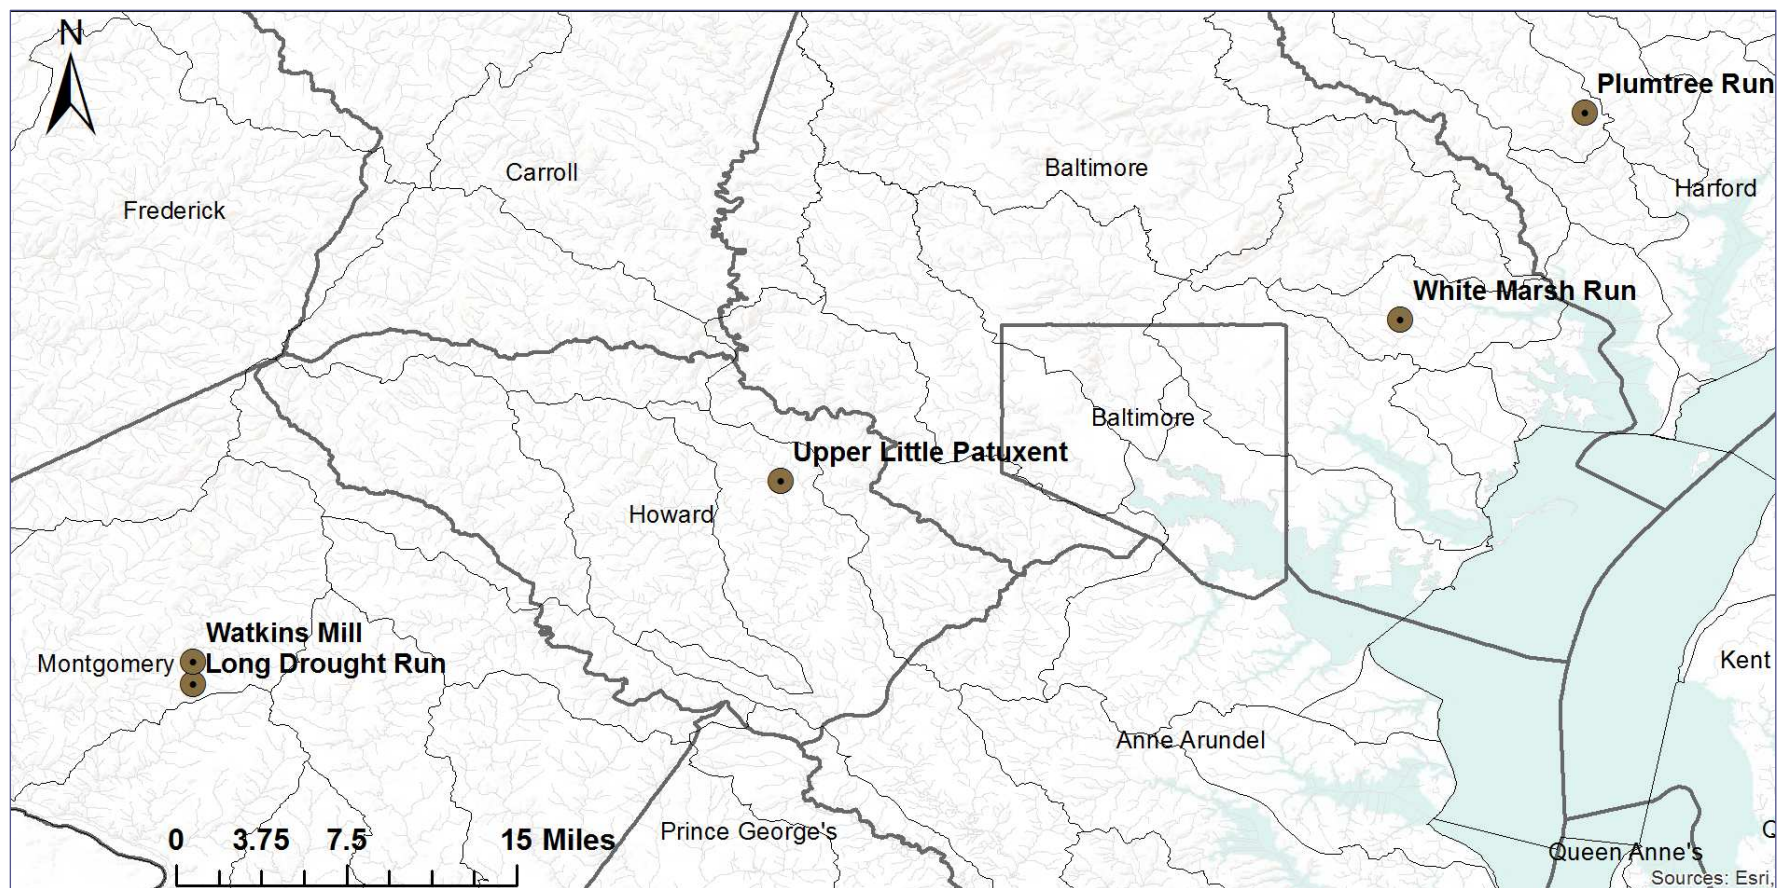 N
Plumtree Run
Carroll
Baltimore
Harford
Frederick
White Marsh Run
Baltimore
Upper Little Patuxent
Howard
Watkins Mill
Montgomery
Long Drought Run
Kent
Anne Arundel
0 3.75 7.5 15 Miles
Prince George's
Q
Queen Anne's
Sources: Esri,